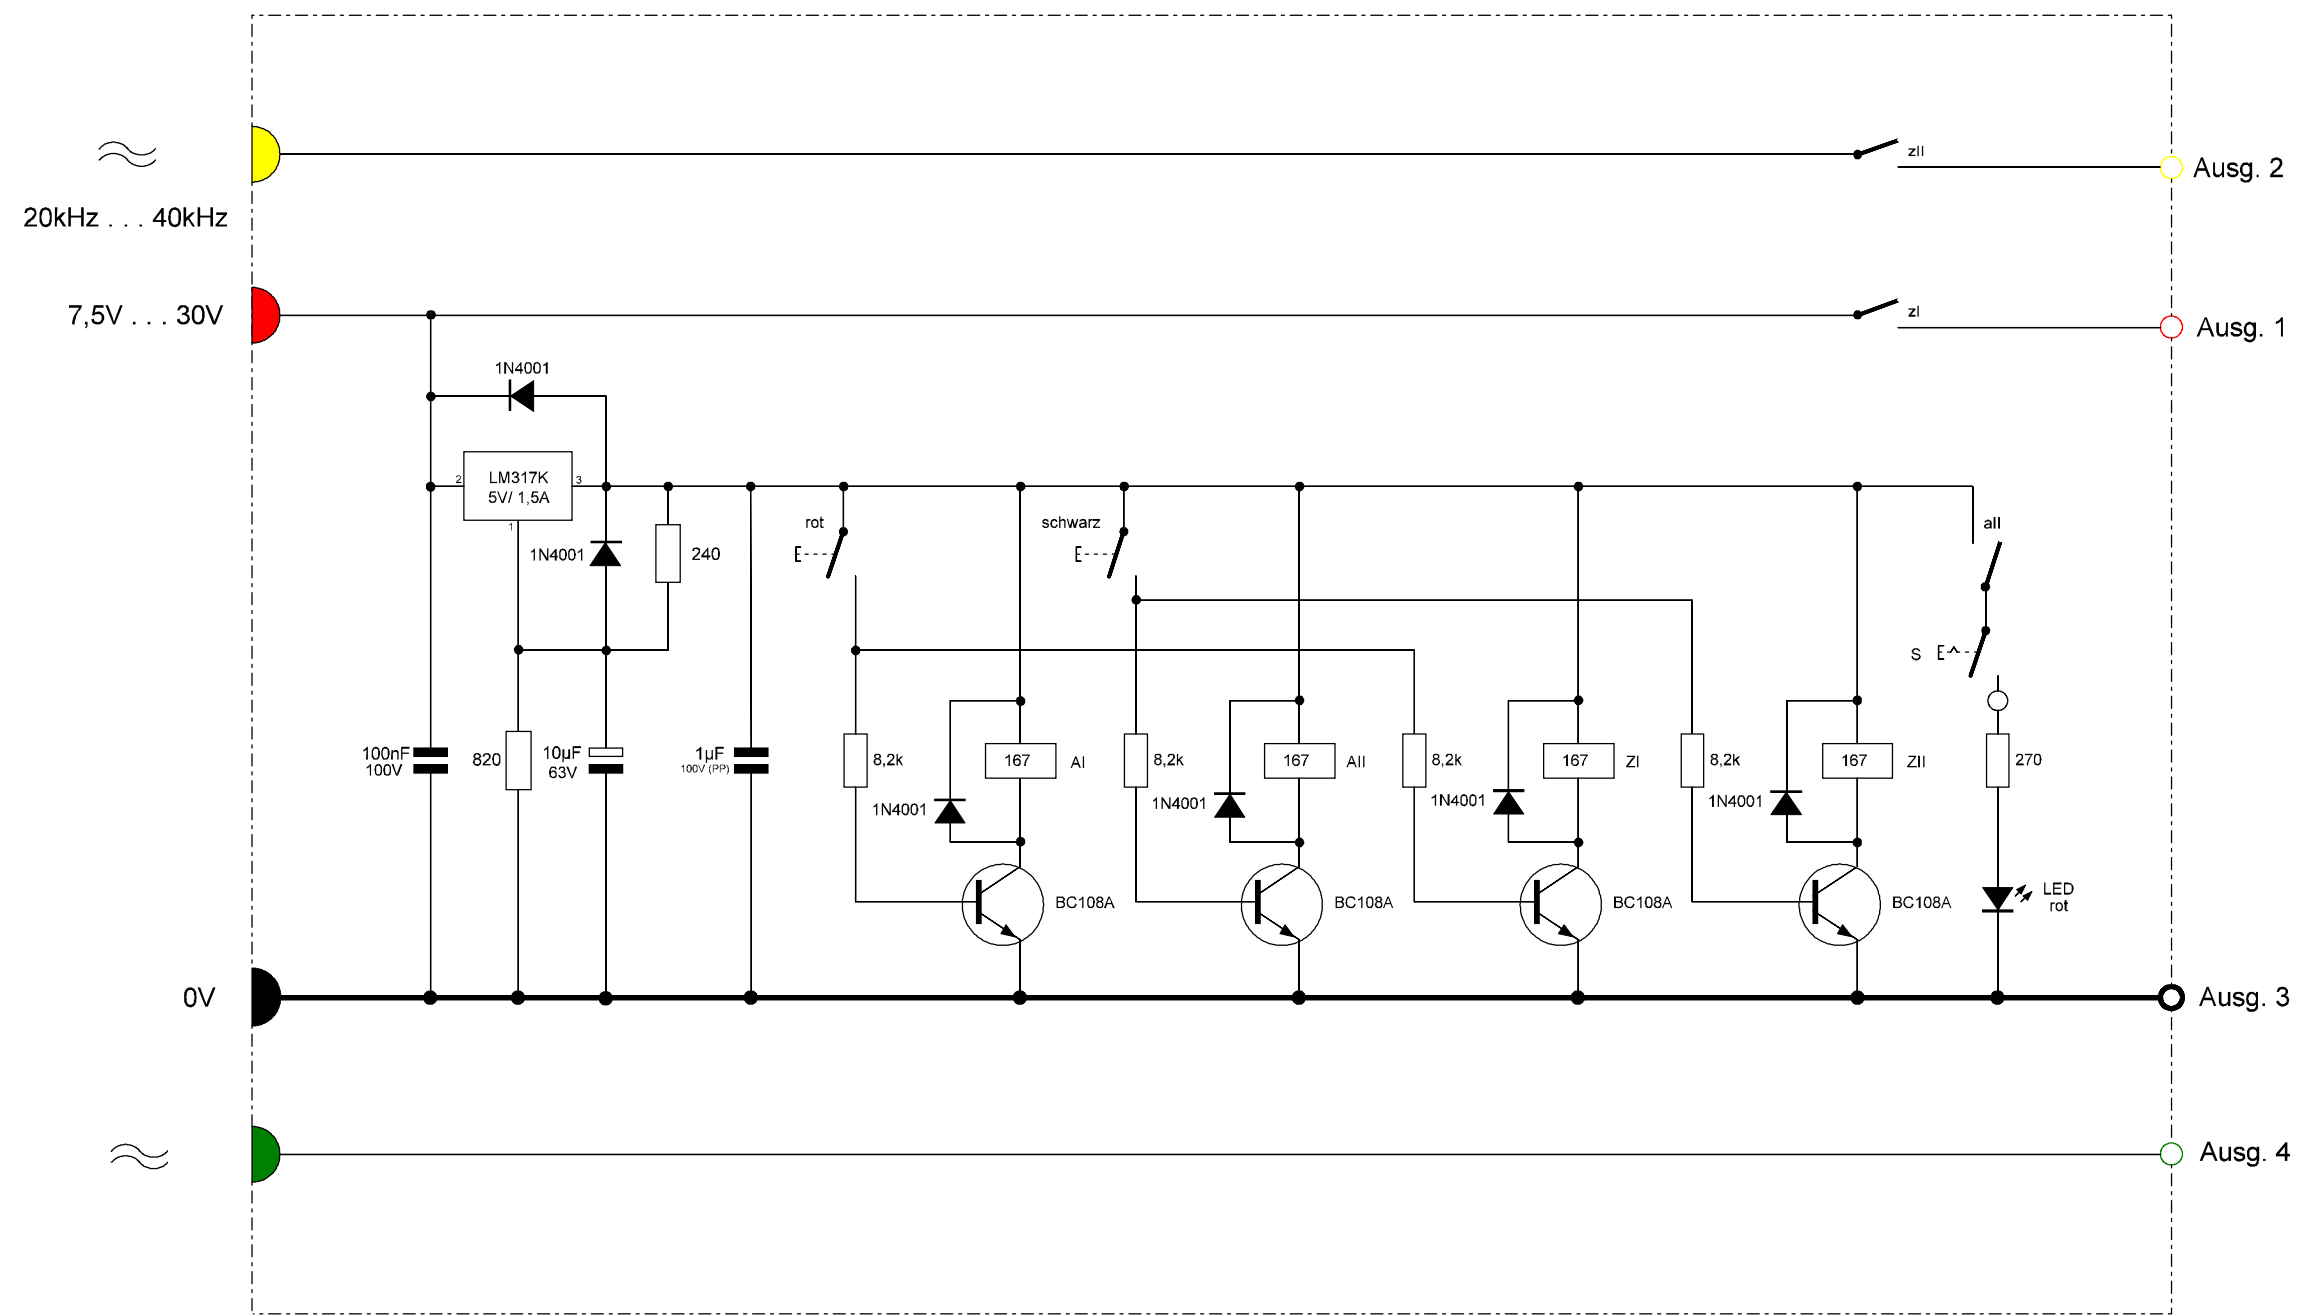 zII
Ausg. 2
20kHz . . . 40kHz
7,5V . . . 30V
zI
Ausg. 1
1N4001
2
LM317K
5V/ 1,5A
3
1
1N4001
240
rot
E
schwarz
E
aII
S
E
100nF
100V
820
10µF
63V
1µF
100V (PP)
8,2k
167
AI
8,2k
167
AII
8,2k
167
ZI
8,2k
167
ZII
270
1N4001
1N4001
1N4001
1N4001
BC108A
BC108A
BC108A
BC108A
LED
rot
0V
Ausg. 3
Ausg. 4